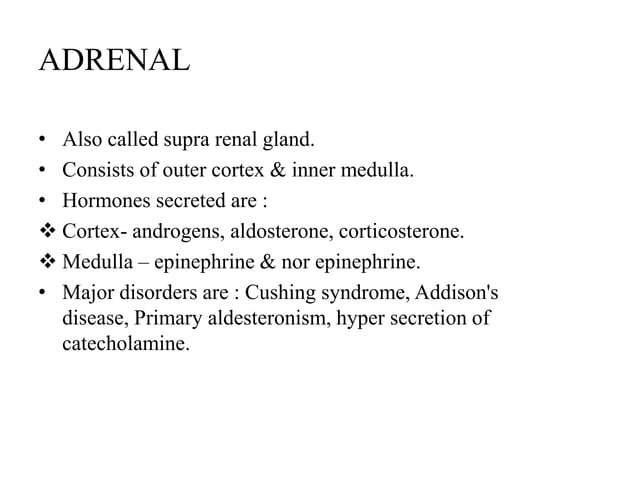 ADRENAL
• Also called supra renal gland.
• Consists of outer cortex & inner medulla.
• Hormones secreted are :
❖ Cortex- androgens, aldosterone, corticosterone.
❖ Medulla – epinephrine & nor epinephrine.
• Major disorders are : Cushing syndrome, Addison's
disease, Primary aldesteronism, hyper secretion of
catecholamine.